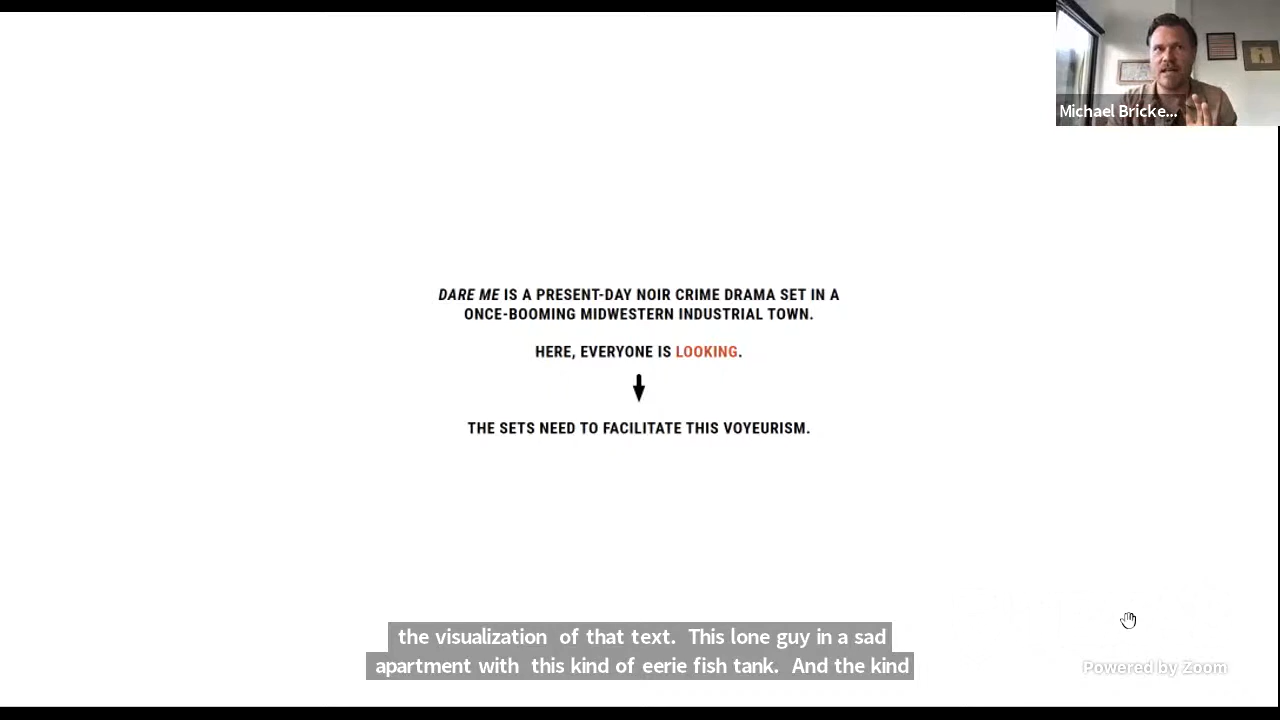 Michael Bricke...
DARE ME IS A PRESENT-DAY NOIR CRIME DRAMA SET IN A
ONCE-BOOMING MIDWESTERN INDUSTRIAL TOWN.
HERE, EVERYONE IS LOOKING.
THE SETS NEED TO FACILITATE THIS VOYEURISM.
the visualization of that text. This lone guy in a sad
apartment with this kind of eerie fish tank. And the kind
Powered by Zoom